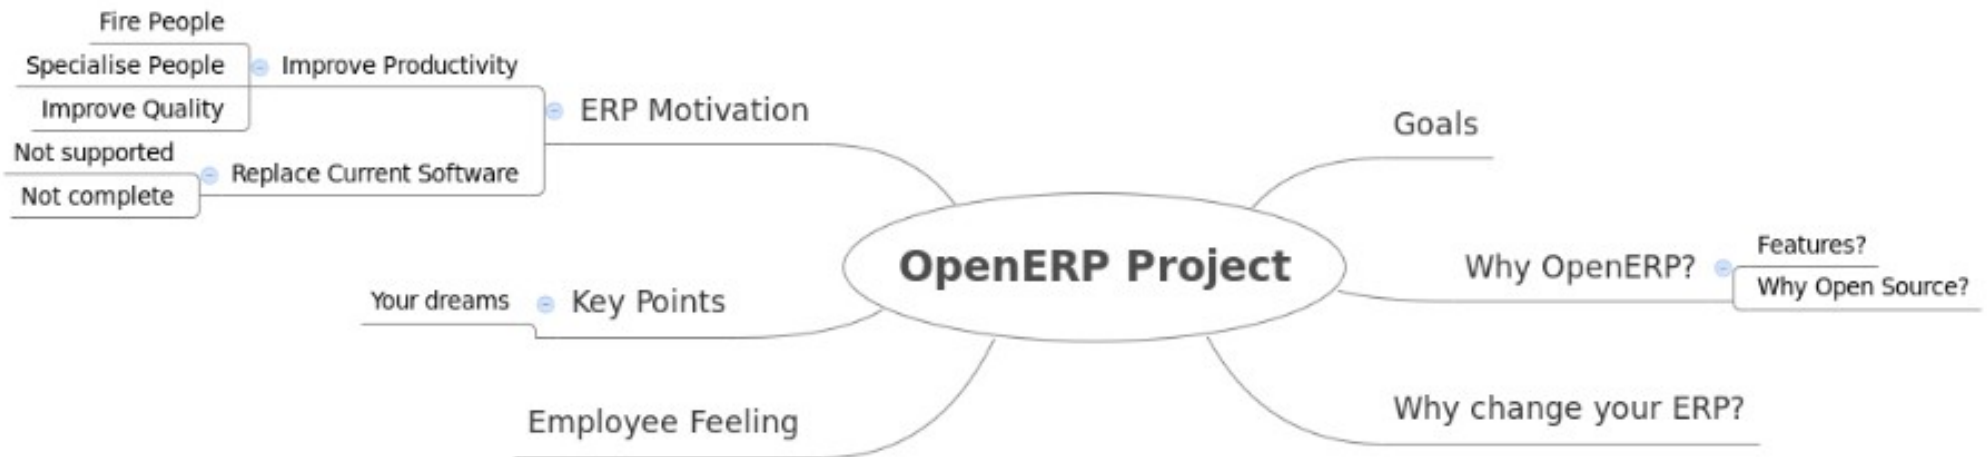 Fire People
Specialise People
Improve Quality
Improve Productivity
Not supported
Not complete
Replace Current Software
ERP Motivation
Your dreams
Key Points
Employee Feeling
OpenERP Project
Goals
Why OpenERP?
Features?
Why Open Source?
Why change your ERP?